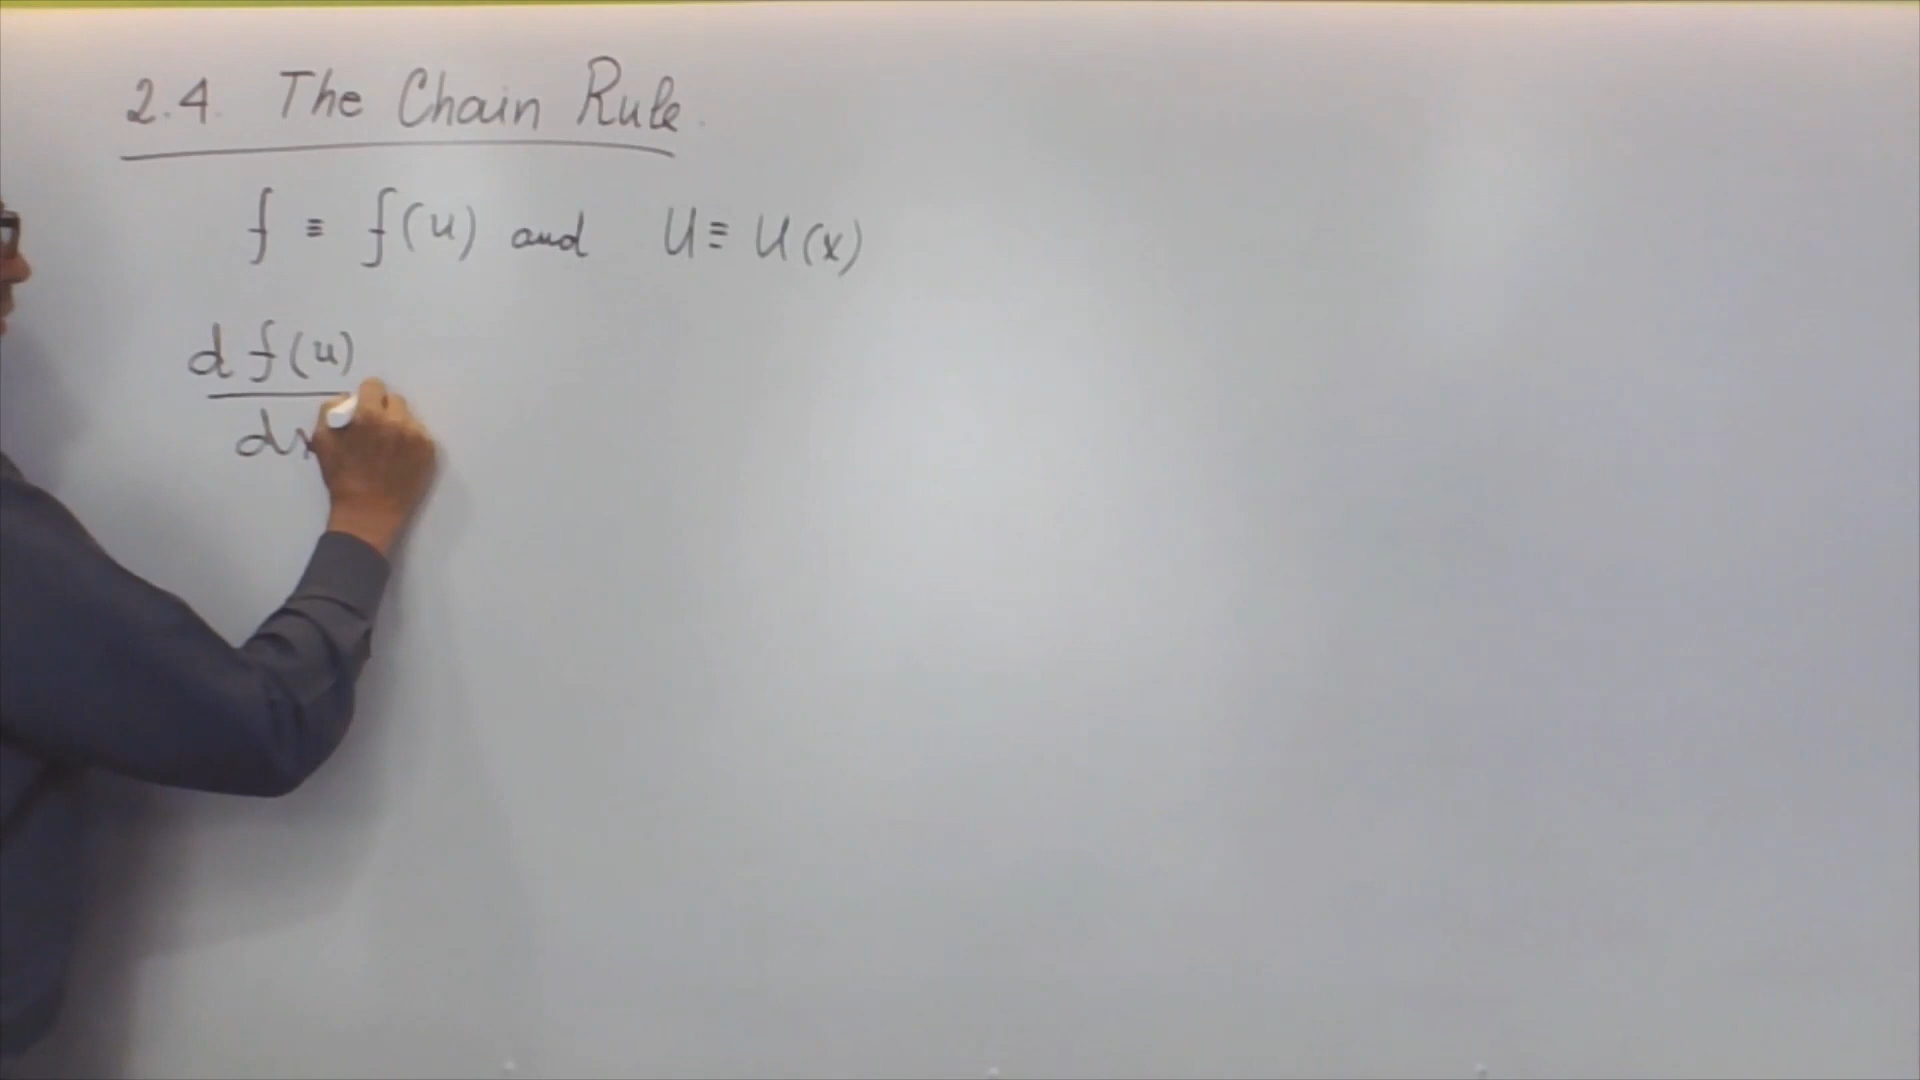 2.4. The Chain Rule.
f ≡ f(u) and u ≡ u(x)
d f(u)
dx